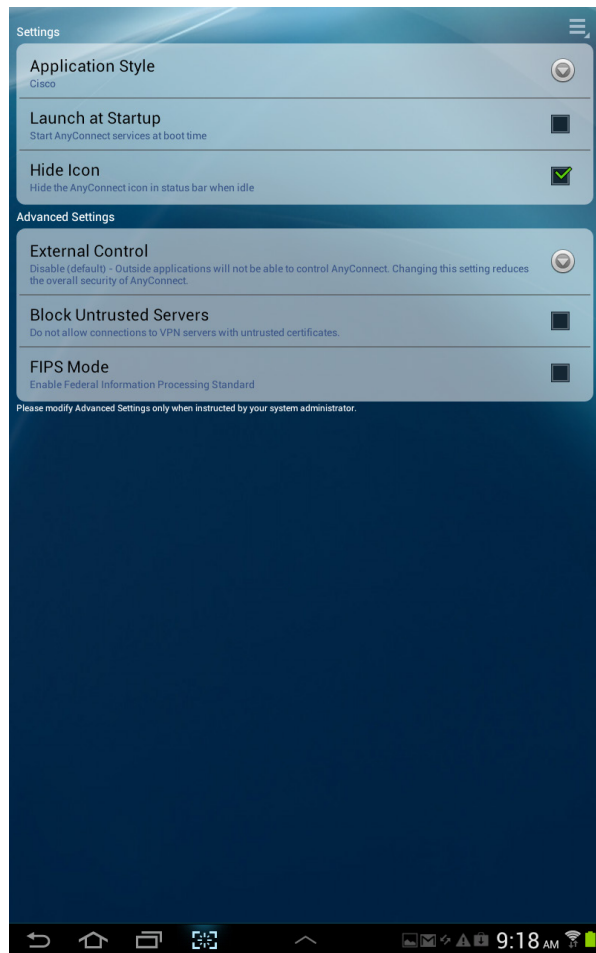 Settings
Application Style
Cisco
Launch at Startup
Start AnyConnect services at boot time
Hide Icon
Hide the AnyConnect icon in status bar when idle
Advanced Settings
External Control
Disable (default) - Outside applications will not be able to control AnyConnect. Changing this setting reduces
the overall security of AnyConnect.
Block Untrusted Servers
Do not allow connections to VPN servers with untrusted certificates.
FIPS Mode
Enable Federal Information Processing Standard
Please modify Advanced Settings only when instructed by your system administrator.
9:18 AM